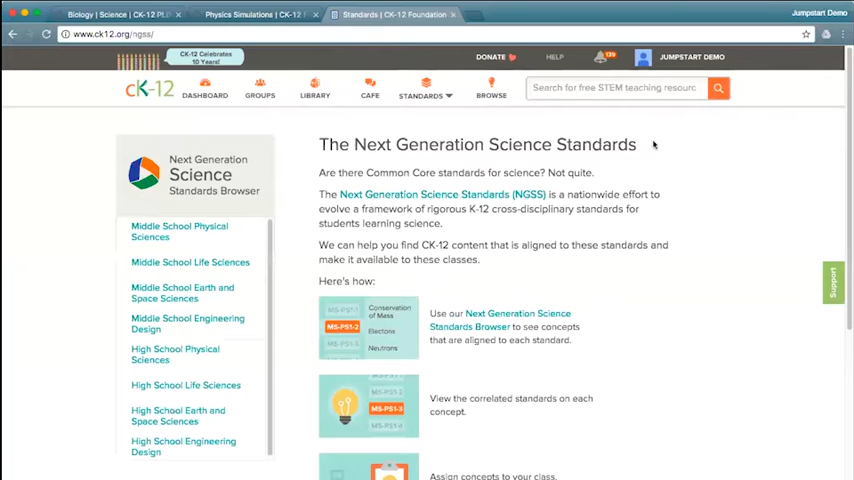 Biology | Science | CK-12 
Physics Simulations | CK-12 F
Standards | CK-12 Foundation
Jumpstart Demo
www.ck12.org/ngss/
CK-12 Celebrates
10 Years!
DONATE
HELP
139
JUMPSTART DEMO
cK-12
DASHBOARD
GROUPS
LIBRARY
CAFE
STANDARDS
BROWSE
Search for free STEM teaching resourc
Next Generation
Science
Standards Browser
Middle School Physical
Sciences
Middle School Life Sciences
Middle School Earth and
Space Sciences
Middle School Engineering
Design
High School Physical
Sciences
High School Life Sciences
High School Earth and
Space Sciences
High School Engineering
Design
The Next Generation Science Standards
Are there Common Core standards for science? Not quite.
The Next Generation Science Standards (NGSS) is a nationwide effort to
evolve a framework of rigorous K-12 cross-disciplinary standards for
students learning science.
We can help you find CK-12 content that is aligned to these standards and
make it available to these classes.
Here's how:
MS-PS1-1
MS-PS1-2
MS-PS1-3
Conservation
of Mass
Electons
Neutrons
Use our Next Generation Science
Standards Browser to see concepts
that are aligned to each standard.
MS-PS1-2
MS-PS1-3
MS-PS1-4
View the correlated standards on each
concept.
Assign concepts to your class.
Support